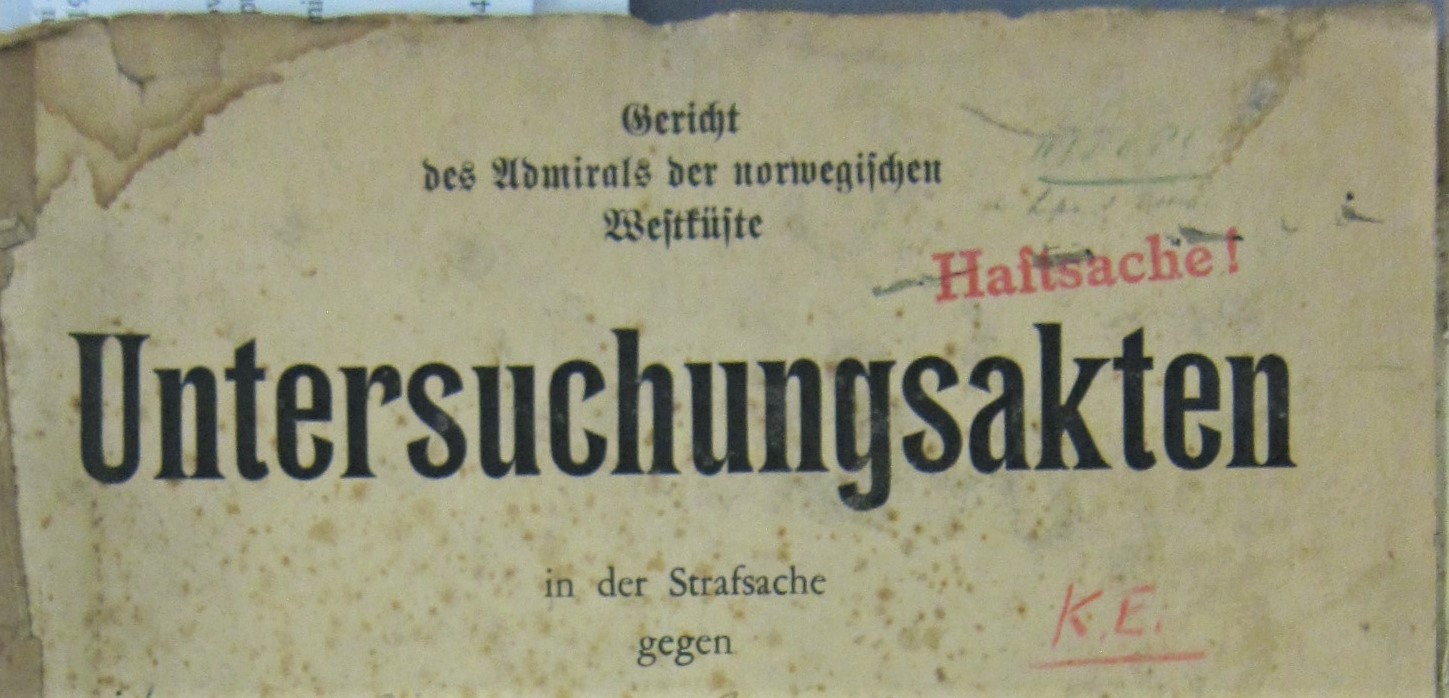 Gericht
des Admirals der norwegischen
Westküste
Haftsache!
Untersuchungsakten
in der Strafsache
gegen
K.E.